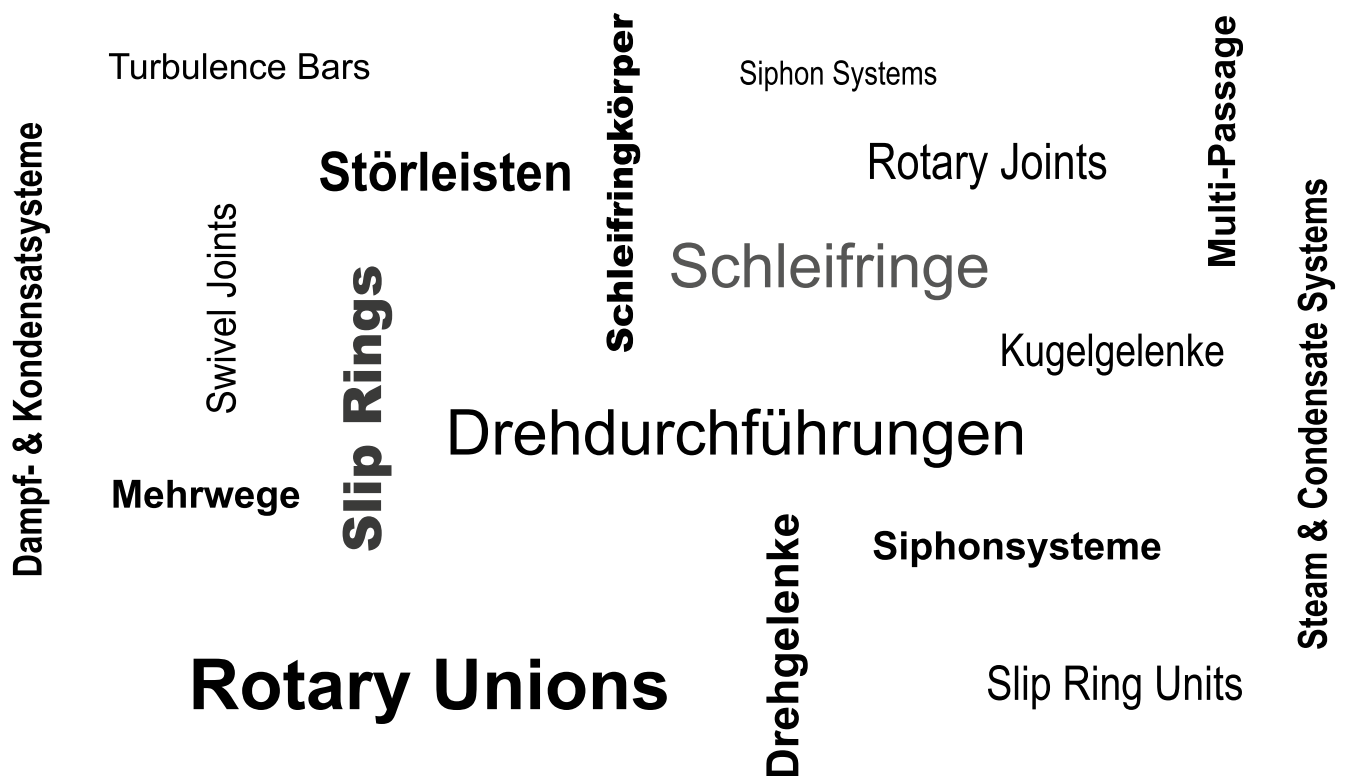 Turbulence Bars
Schleifringkörper
Siphon Systems
Multi-Passage
Dampf- & Kondensatsysteme
Störleisten
Rotary Joints
Steam & Condensate Systems
Swivel Joints
Slip Rings
Schleifringe
Kugelgelenke
Drehdurchführungen
Mehrwege
Drehgelenke
Siphonsysteme
Rotary Unions
Slip Ring Units